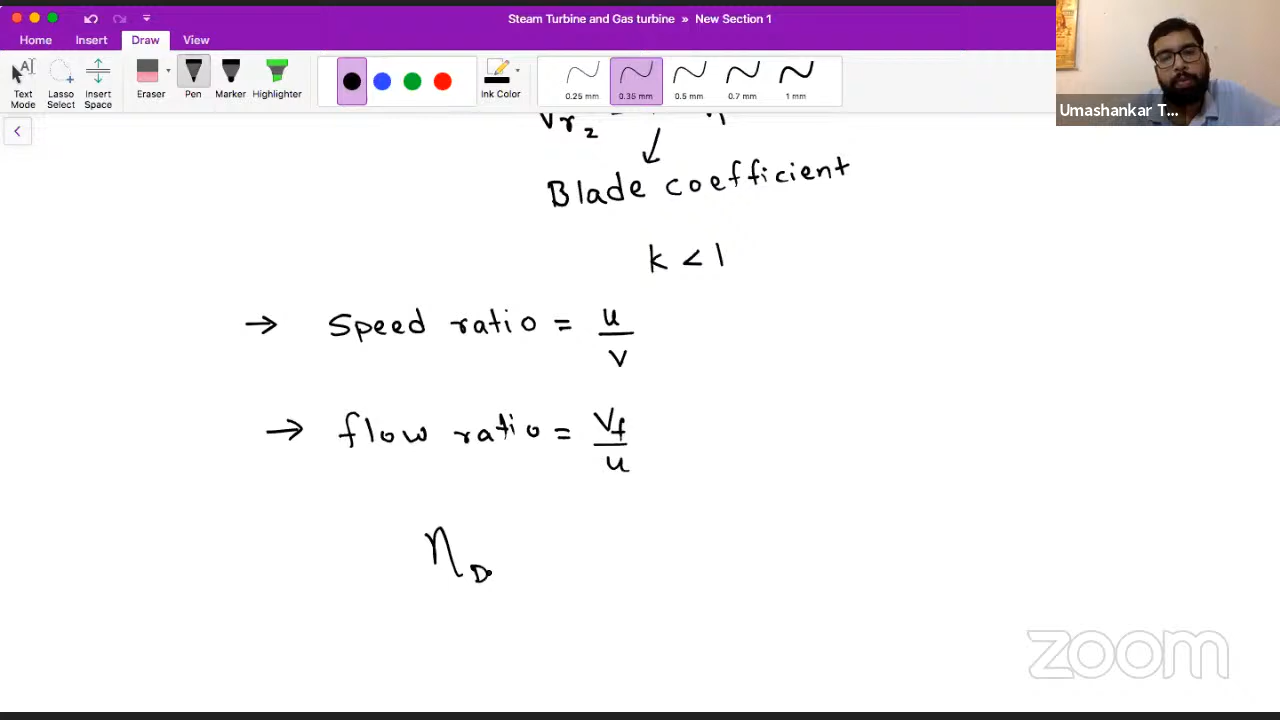 Steam Turbine and Gas turbine » New Section 1
Home Insert Draw View
Text Mode
Lasso Select
Insert Space
Eraser
Pen
Marker
Highlighter
Ink Color
0.25 mm
0.35 mm
0.5 mm
0.7 mm
1 mm
Umashankar T...
Vr2
Blade coefficient
k < 1
→ Speed ratio = u/V
→ flow ratio = Vf/u
ηD
zoom